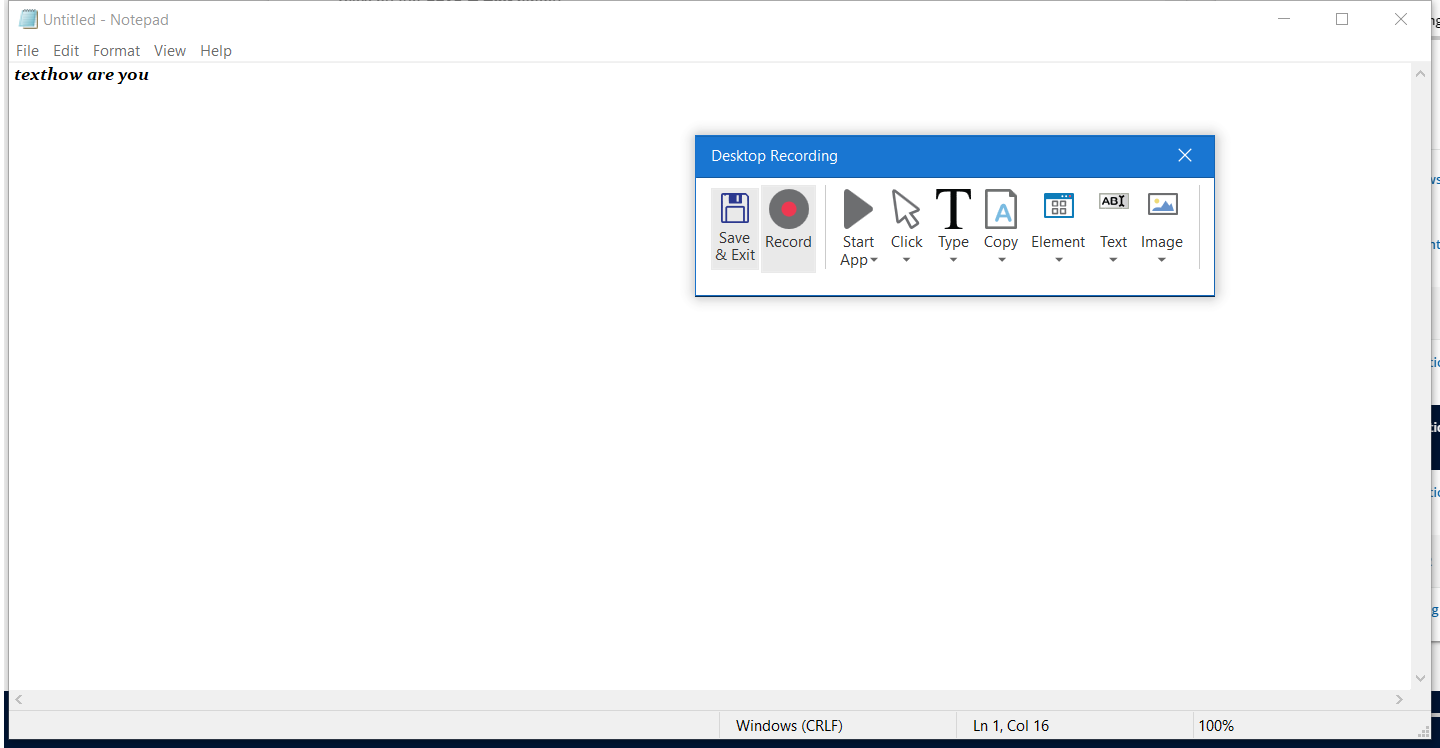 Untitled - Notepad
File Edit Format View Help
texthow are you
Desktop Recording
Save & Exit
Record
Start App
Click
Type
Copy
Element
Text
Image
A
ABI
Windows (CRLF)
Ln 1, Col 16
100%